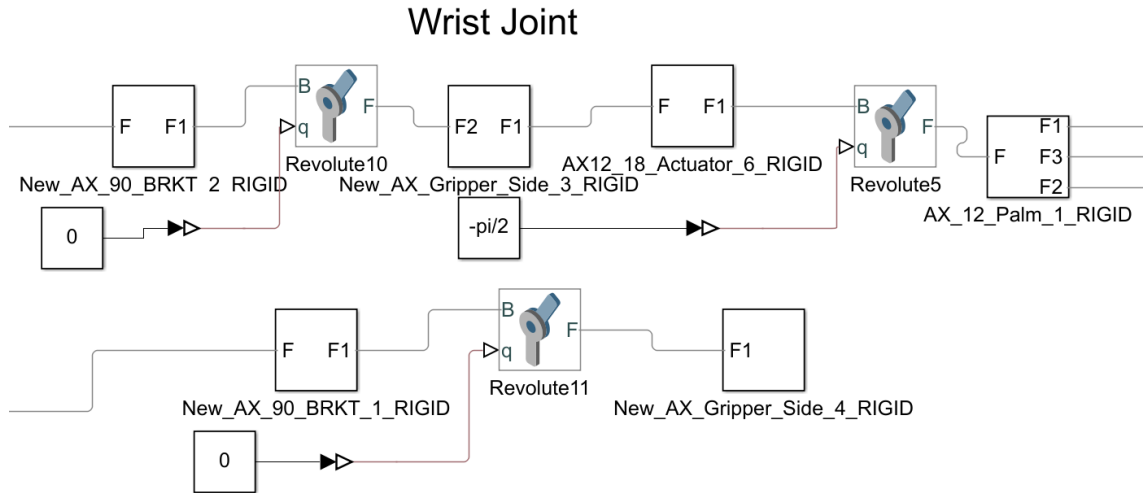 Wrist Joint
B
q
F
Revolute10
F F1
New_AX_90_BRKT_2_RIGID
F2 F1
New_AX_Gripper_Side_3_RIGID
F F1
AX12_18_Actuator_6_RIGID
B
q
F
Revolute5
F
F1
F3
F2
AX_12_Palm_1_RIGID
0
-pi/2
F F1
New_AX_90_BRKT_1_RIGID
B
q
F
Revolute11
F1
New_AX_Gripper_Side_4_RIGID
0